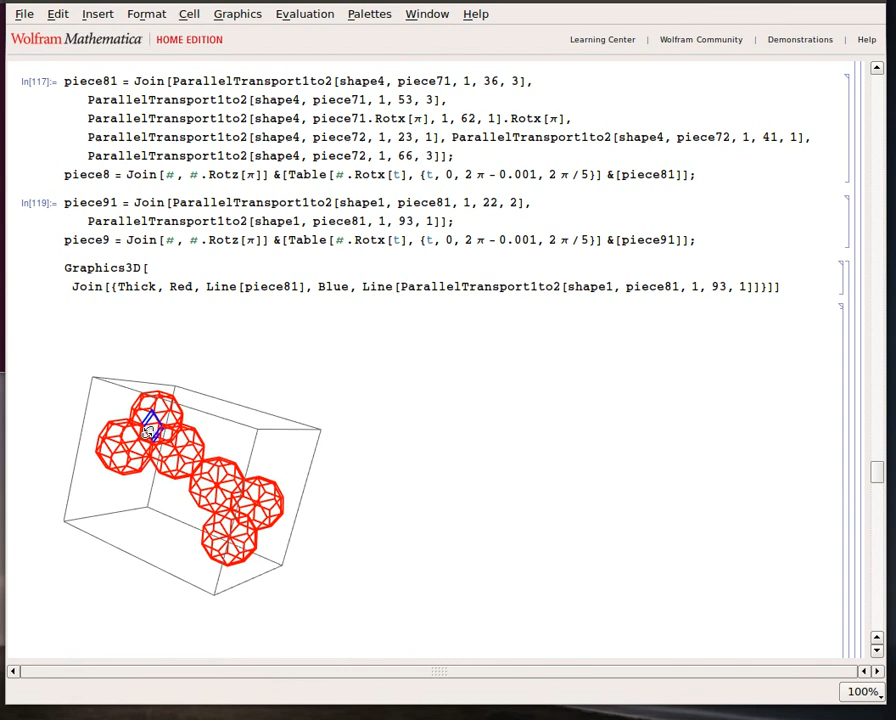 File Edit Insert Format Cell Graphics Evaluation Palettes Window Help
Wolfram Mathematica | HOME EDITION Learning Center | Wolfram Community | Demonstrations | Help
In[117]:= piece81 = Join[ParallelTransport1to2[shape4, piece71, 1, 36, 3],
ParallelTransport1to2[shape4, piece71, 1, 53, 3],
ParallelTransport1to2[shape4, piece71.Rotx[π], 1, 62, 1].Rotx[π],
ParallelTransport1to2[shape4, piece72, 1, 23, 1], ParallelTransport1to2[shape4, piece72, 1, 41, 1],
ParallelTransport1to2[shape4, piece72, 1, 66, 3]];
piece8 = Join[#, #.Rotz[π]] &[Table[#.Rotx[t], {t, 0, 2 π - 0.001, 2 π / 5}] &[piece81]];
In[119]:= piece91 = Join[ParallelTransport1to2[shape1, piece81, 1, 22, 2],
ParallelTransport1to2[shape1, piece81, 1, 93, 1]];
piece9 = Join[#, #.Rotz[π]] &[Table[#.Rotx[t], {t, 0, 2 π - 0.001, 2 π / 5}] &[piece91]];
Graphics3D[
Join[{Thick, Red, Line[piece81], Blue, Line[ParallelTransport1to2[shape1, piece81, 1, 93, 1]]}]]
100%